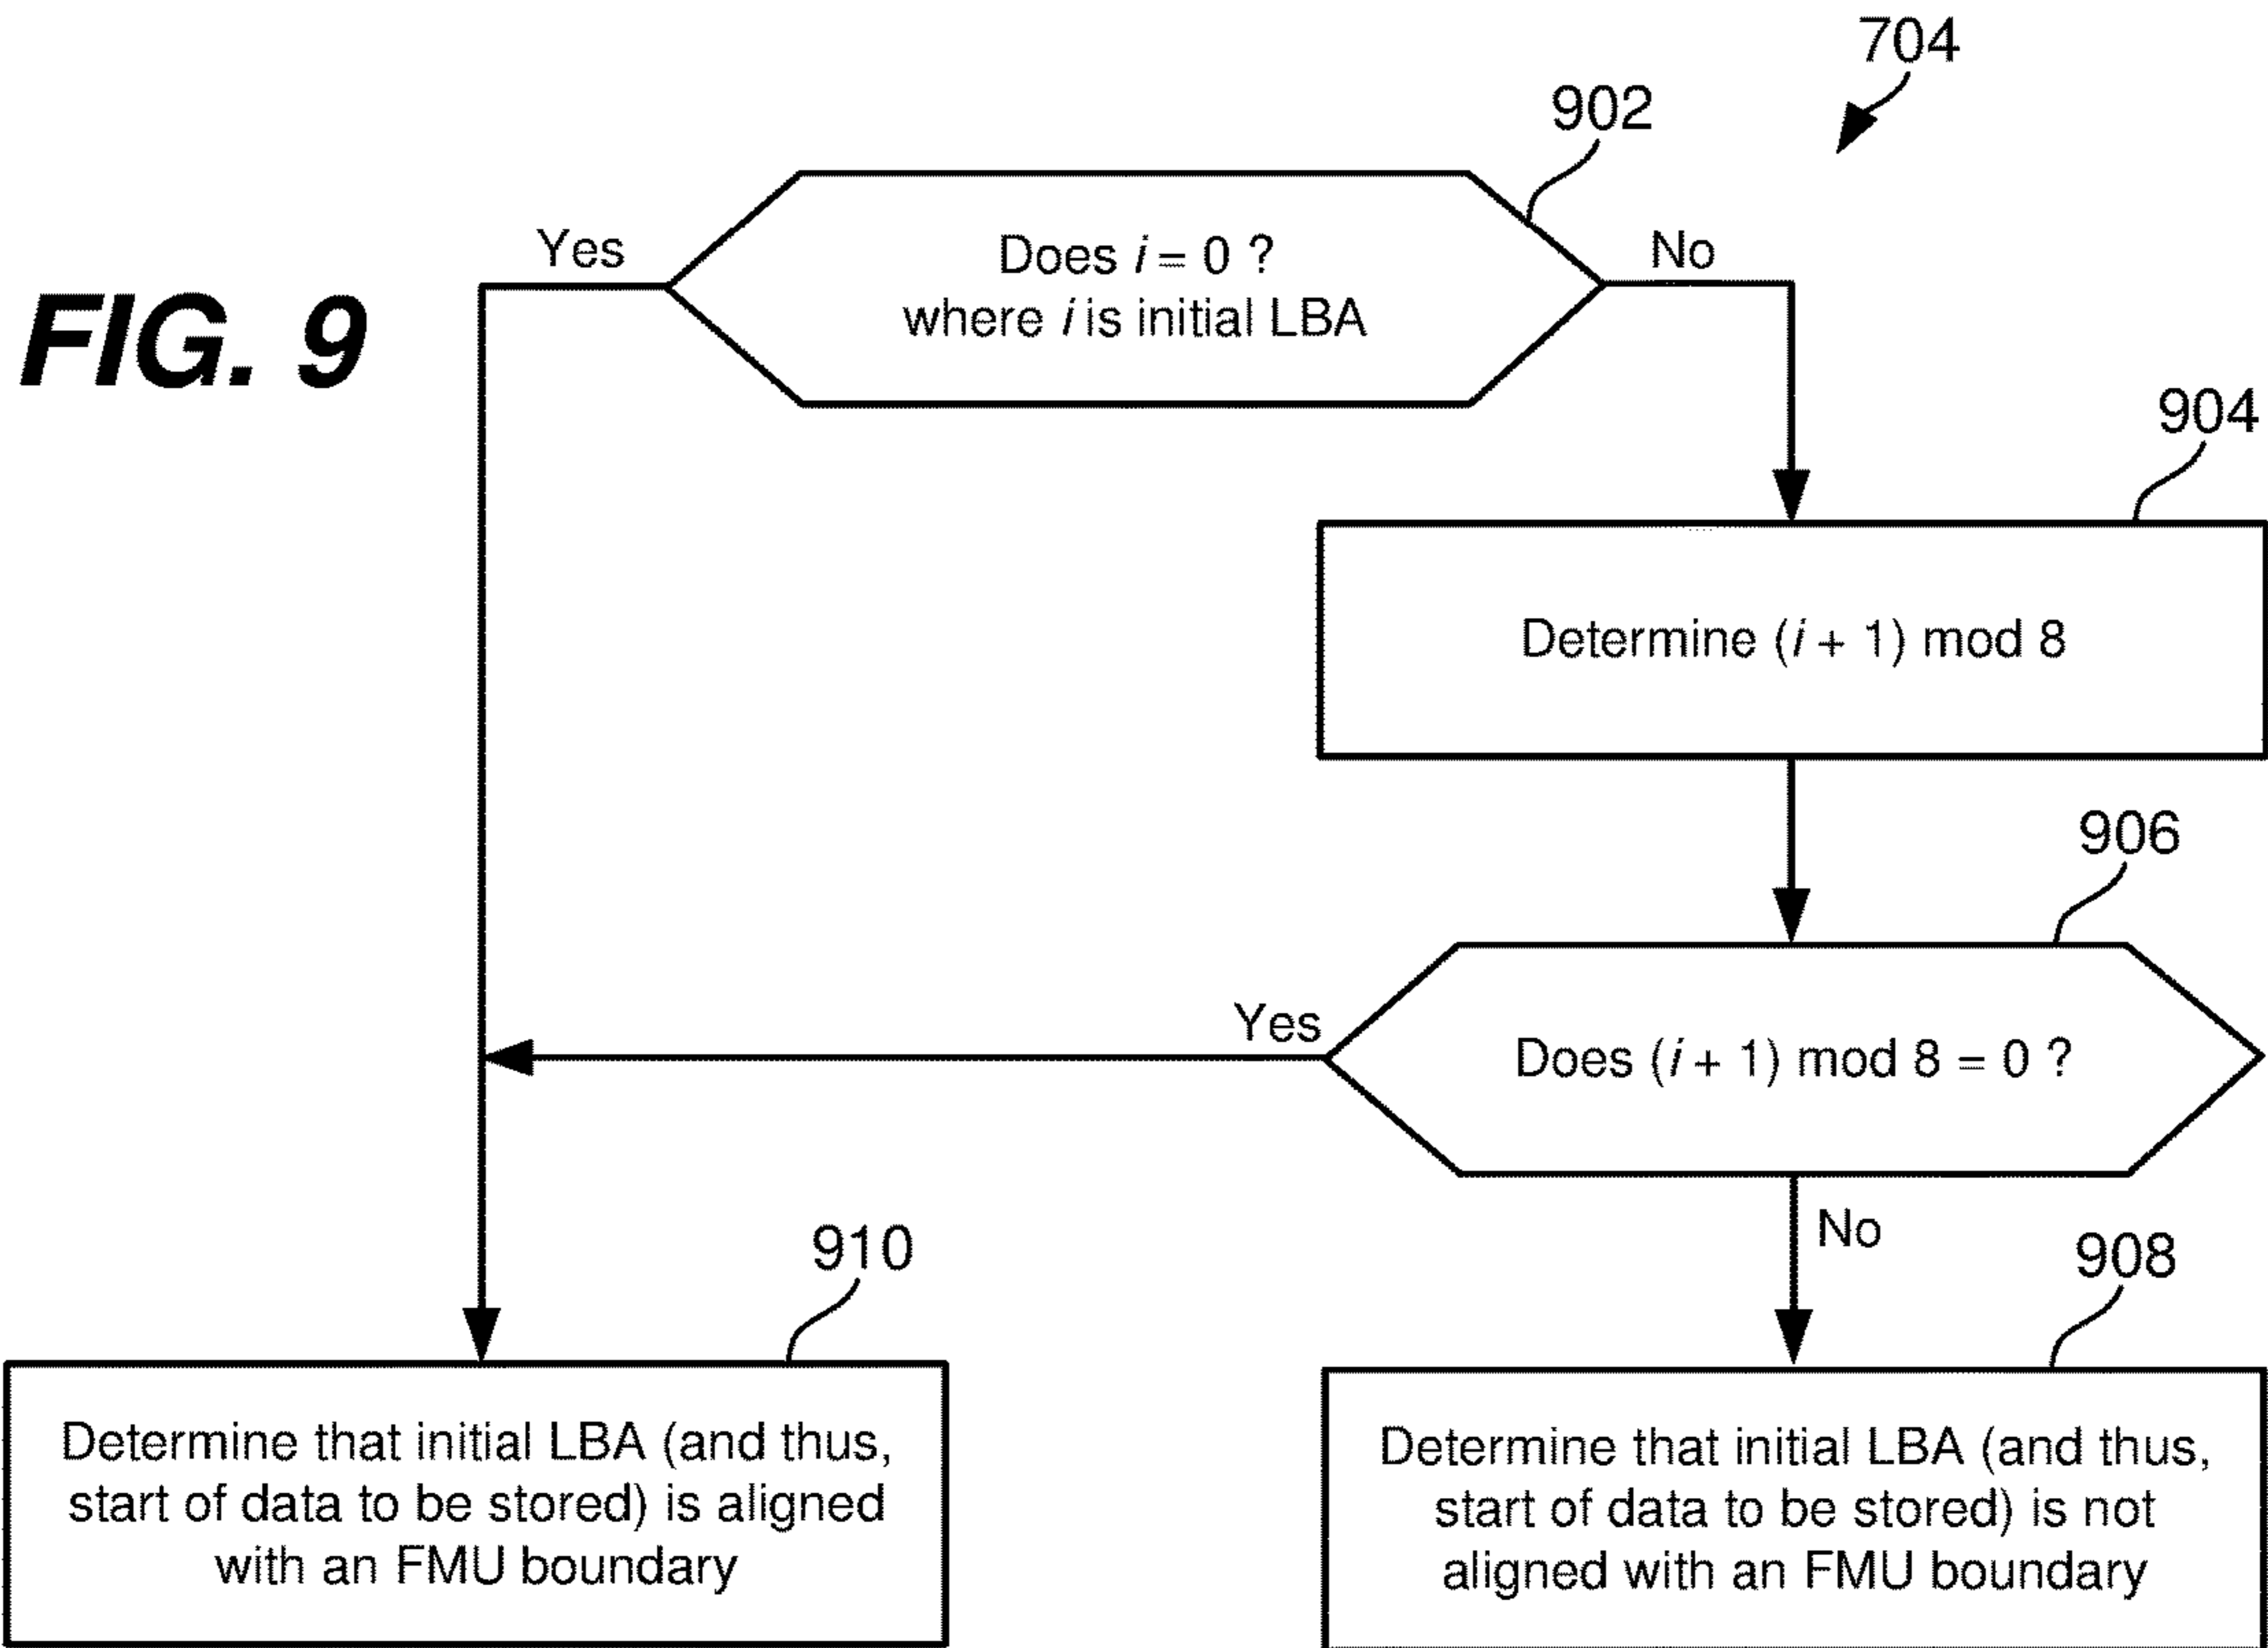 704
902
FIG. 9
Yes
Does i = 0 ?
where i is initial LBA
No
904
Determine (i + 1) mod 8
906
Yes
Does (i + 1) mod 8 = 0 ?
No
910
908
Determine that initial LBA (and thus,
start of data to be stored) is aligned
with an FMU boundary
Determine that initial LBA (and thus,
start of data to be stored) is not
aligned with an FMU boundary